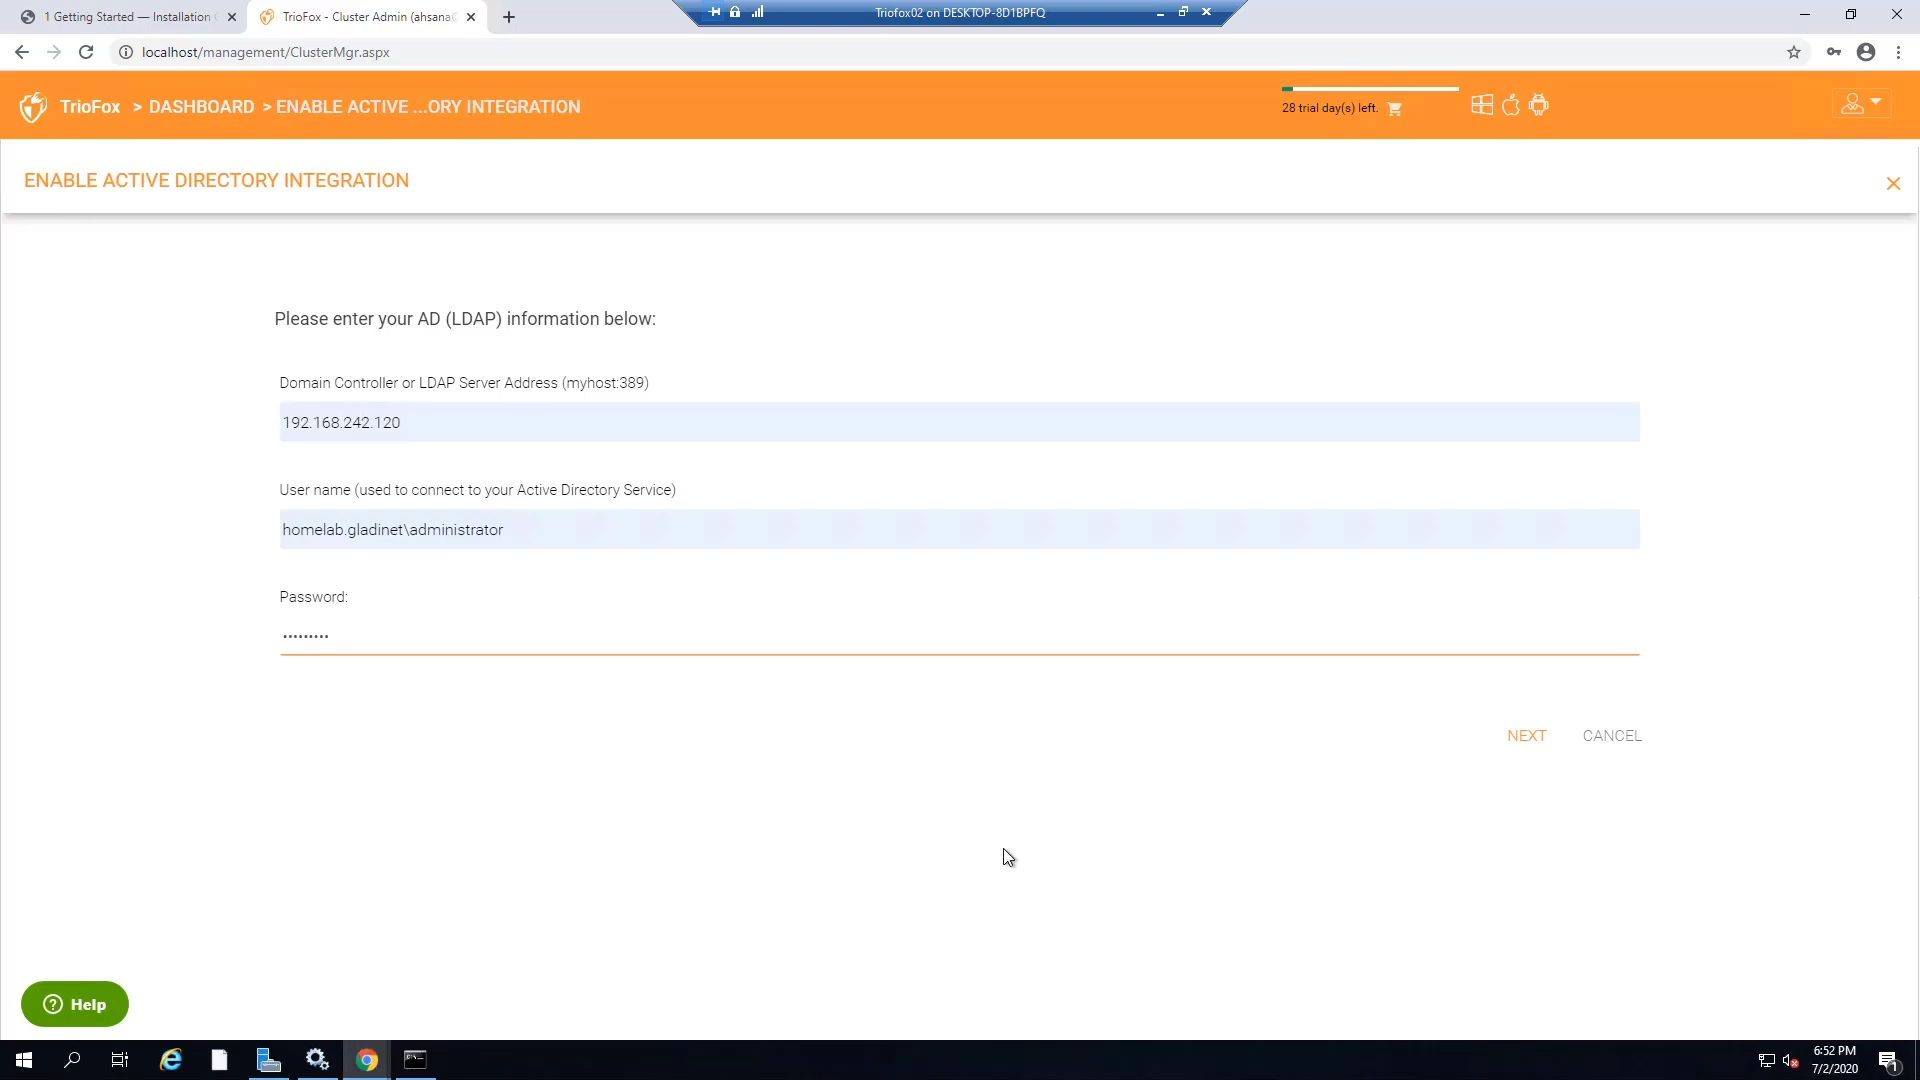 1 Getting Started — Installation
TrioFox - Cluster Admin (ahsana
Triofox02 on DESKTOP-8D1BPFQ
localhost/management/ClusterMgr.aspx
TrioFox > DASHBOARD > ENABLE ACTIVE ...ORY INTEGRATION
28 trial day(s) left.
ENABLE ACTIVE DIRECTORY INTEGRATION
Please enter your AD (LDAP) information below:
Domain Controller or LDAP Server Address (myhost:389)
192.168.242.120
User name (used to connect to your Active Directory Service)
homelab.gladinet\administrator
Password:
•••••••••
NEXT CANCEL
Help
6:52 PM
7/2/2020
1